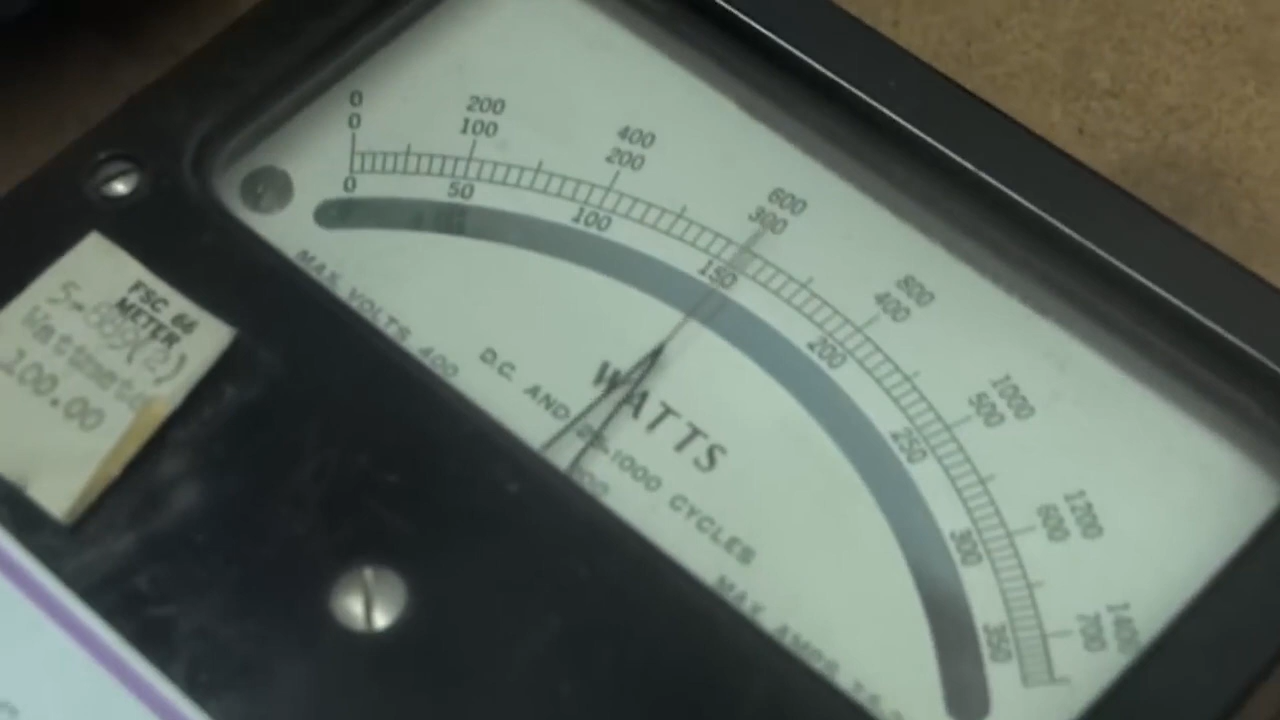 0 200 400 600 800 1000 1200 1400
0 100 200 300 400 500 600 700
0 50 100 150 200 250 300 350
WATTS
MAX VOLTS 400
D.C. AND 25-1000 CYCLES
MAX AMPS
FSC 66
METER
100.00